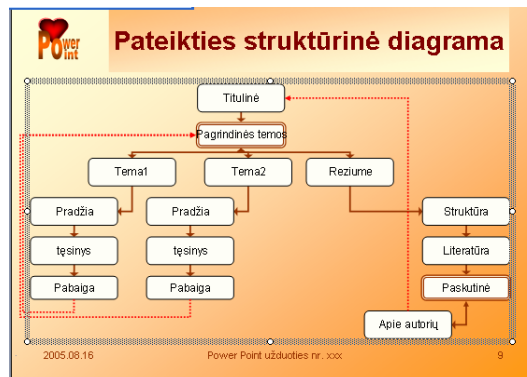 Power
Point
Pateikties struktūrinė diagrama
Titulinė
Pagrindinės temos
Tema1
Tema2
Reziume
Pradžia
Pradžia
Struktūra
tęsinys
tęsinys
Literatūra
Pabaiga
Pabaiga
Paskutinė
Apie autorių
2005.08.16
Power Point užduoties nr. xxx
9